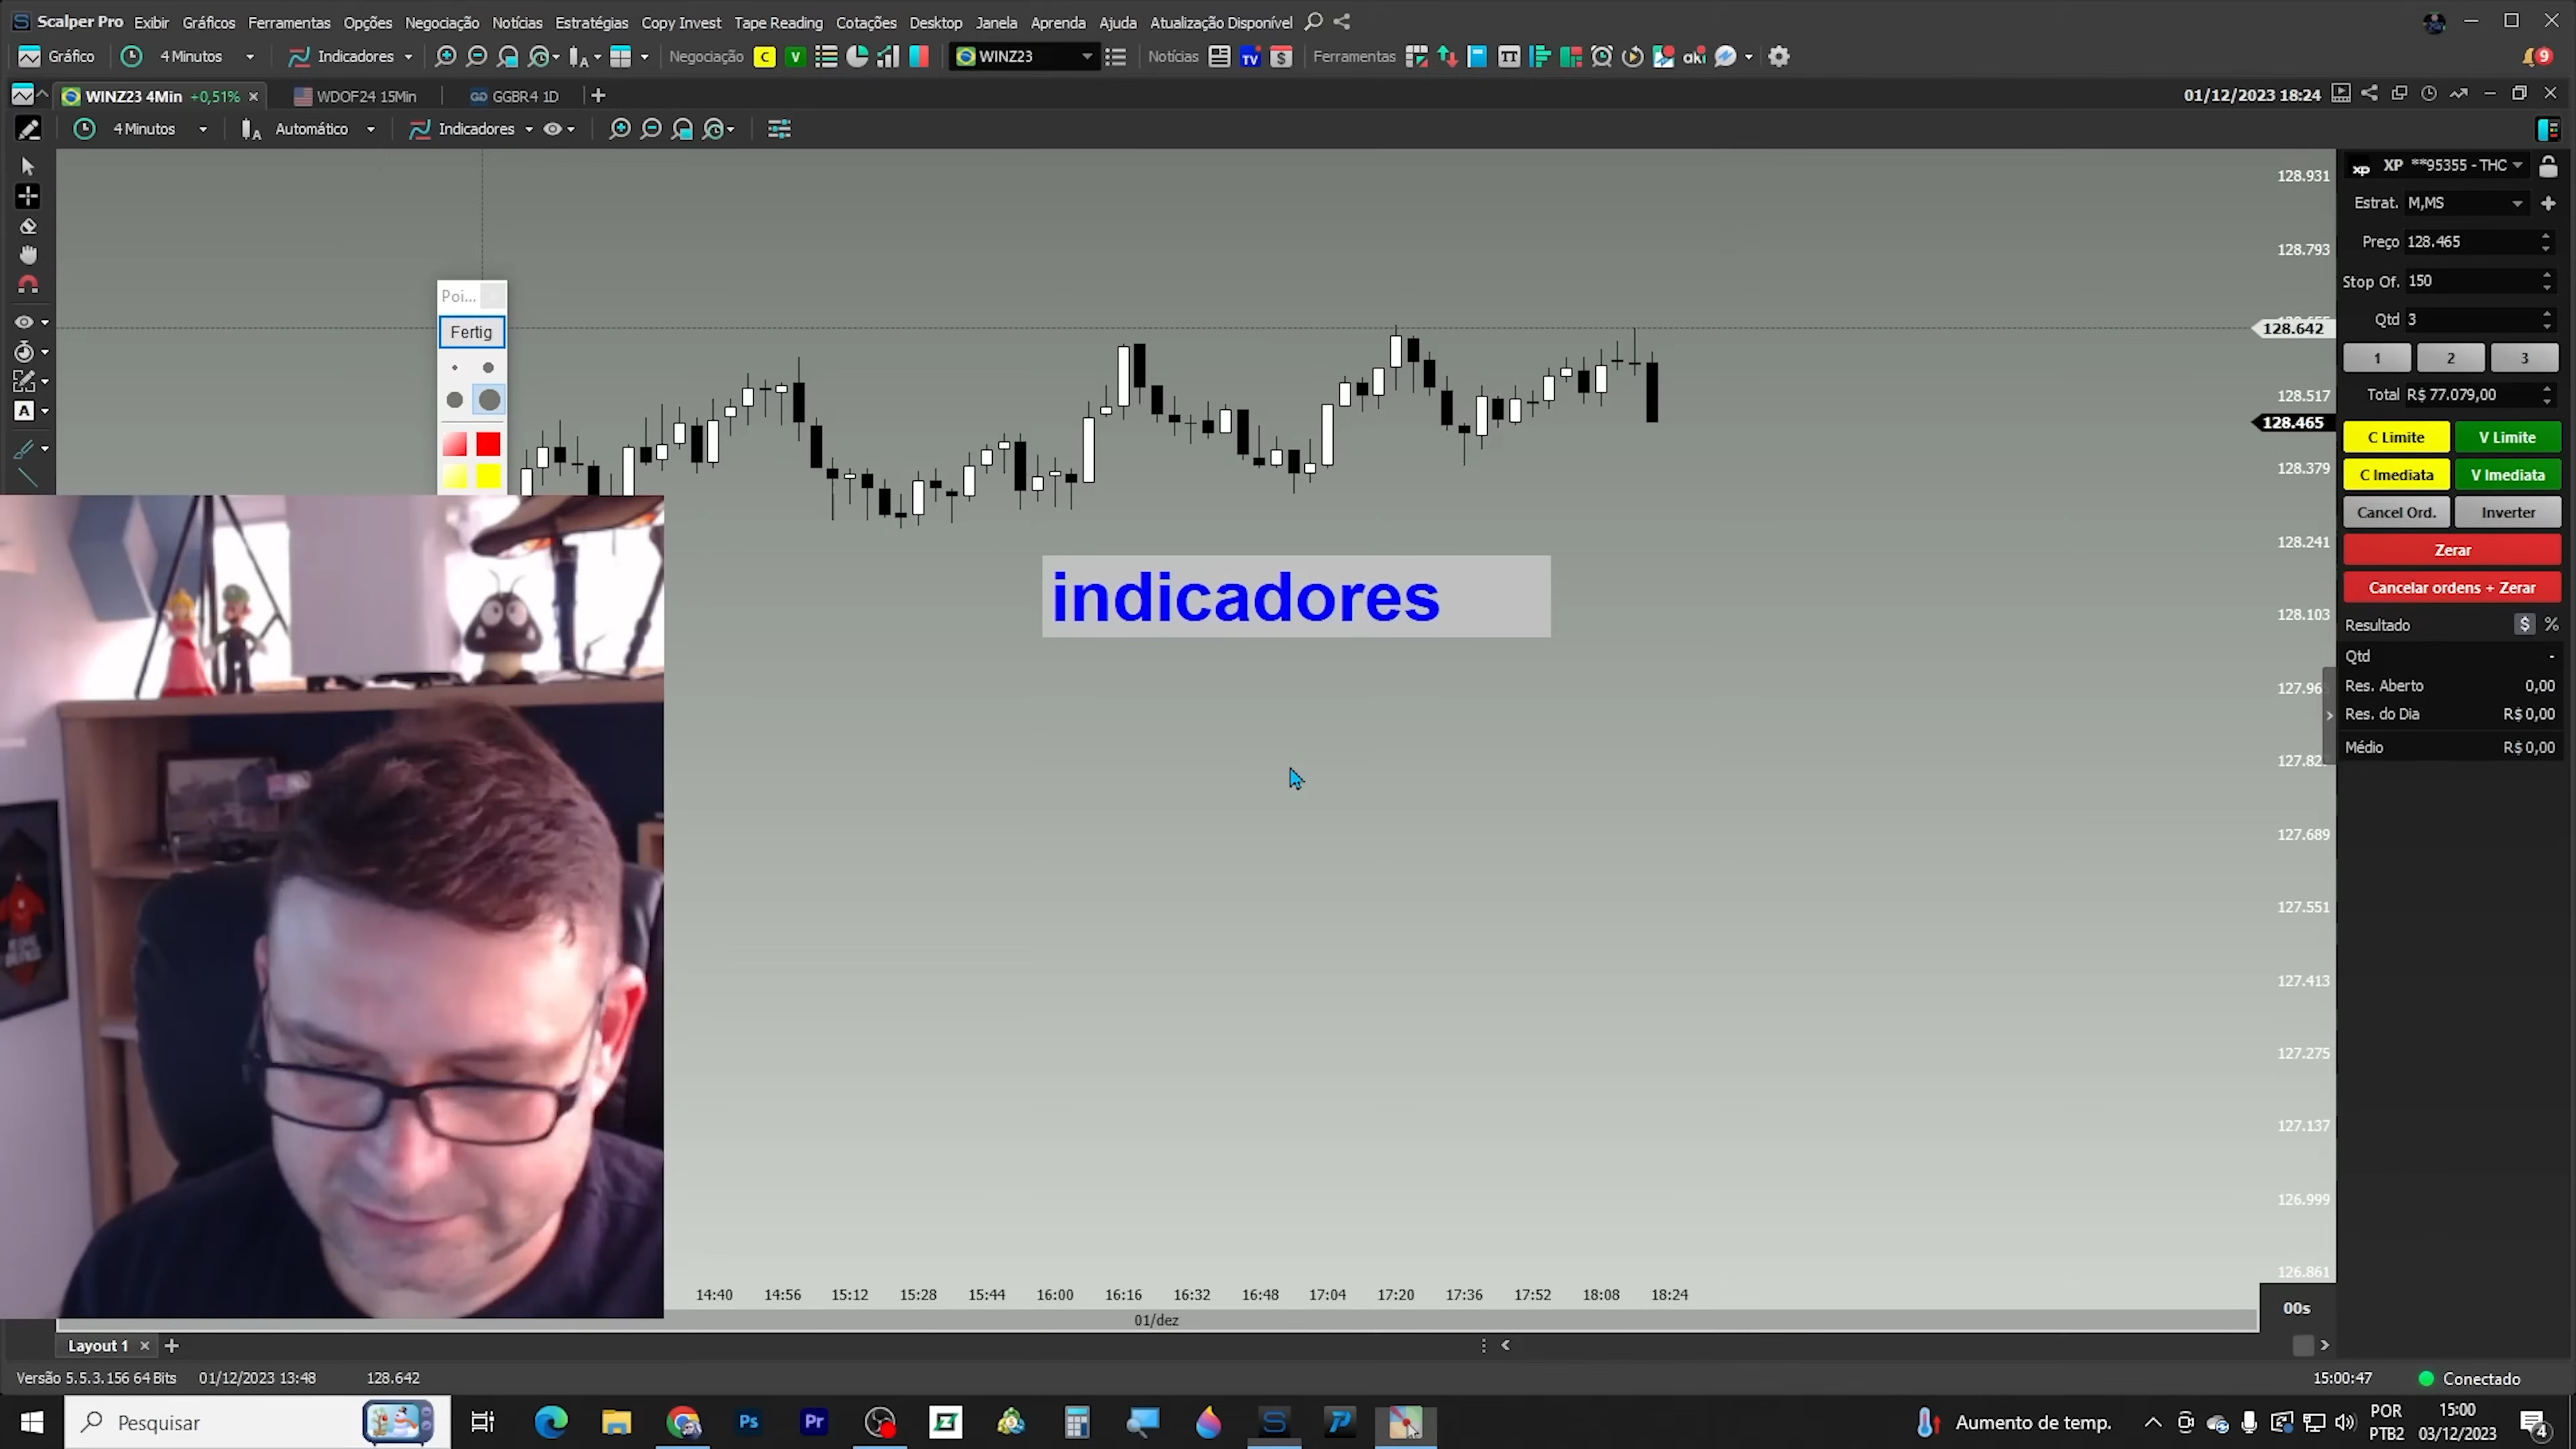 Scalper Pro Exibir Gráficos Ferramentas Opções Negociação Notícias Estratégias Copy Invest Tape Reading Cotações Desktop Janela Aprenda Ajuda Atualização Disponível
Gráfico 4 Minutos Indicadores Negociação C V WINZ23 Notícias TV $ Ferramentas TT aki 9
WINZ23 4Min +0,51% WDOF24 15Min GGBR4 1D 01/12/2023 18:24
4 Minutos A Automático Indicadores
XP XP **95355 - THC
Estrat. M,MS
Preço 128.465
Stop Of. 150
Qtd 3
1 2 3
Total R$ 77.079,00
C Limite V Limite
C Imediata V Imediata
Cancel Ord. Inverter
Zerar
Cancelar ordens + Zerar
Resultado $ %
Qtd -
Res. Aberto 0,00
Res. do Dia R$ 0,00
Médio R$ 0,00
128.931
128.793
128.642
128.517
128.465
128.379
128.241
128.103
127.689
127.551
127.413
127.275
127.137
126.999
126.861
Poi...
Fertig
A
indicadores
14:40 14:56 15:12 15:28 15:44 16:00 16:16 16:32 16:48 17:04 17:20 17:36 17:52 18:08 18:24
00s
01/dez
Layout 1
Versão 5.5.3.156 64 Bits 01/12/2023 13:48 128.642 15:00:47 Conectado
Pesquisar Ps Pr Aumento de temp. POR 15:00
PTB2 03/12/2023 4